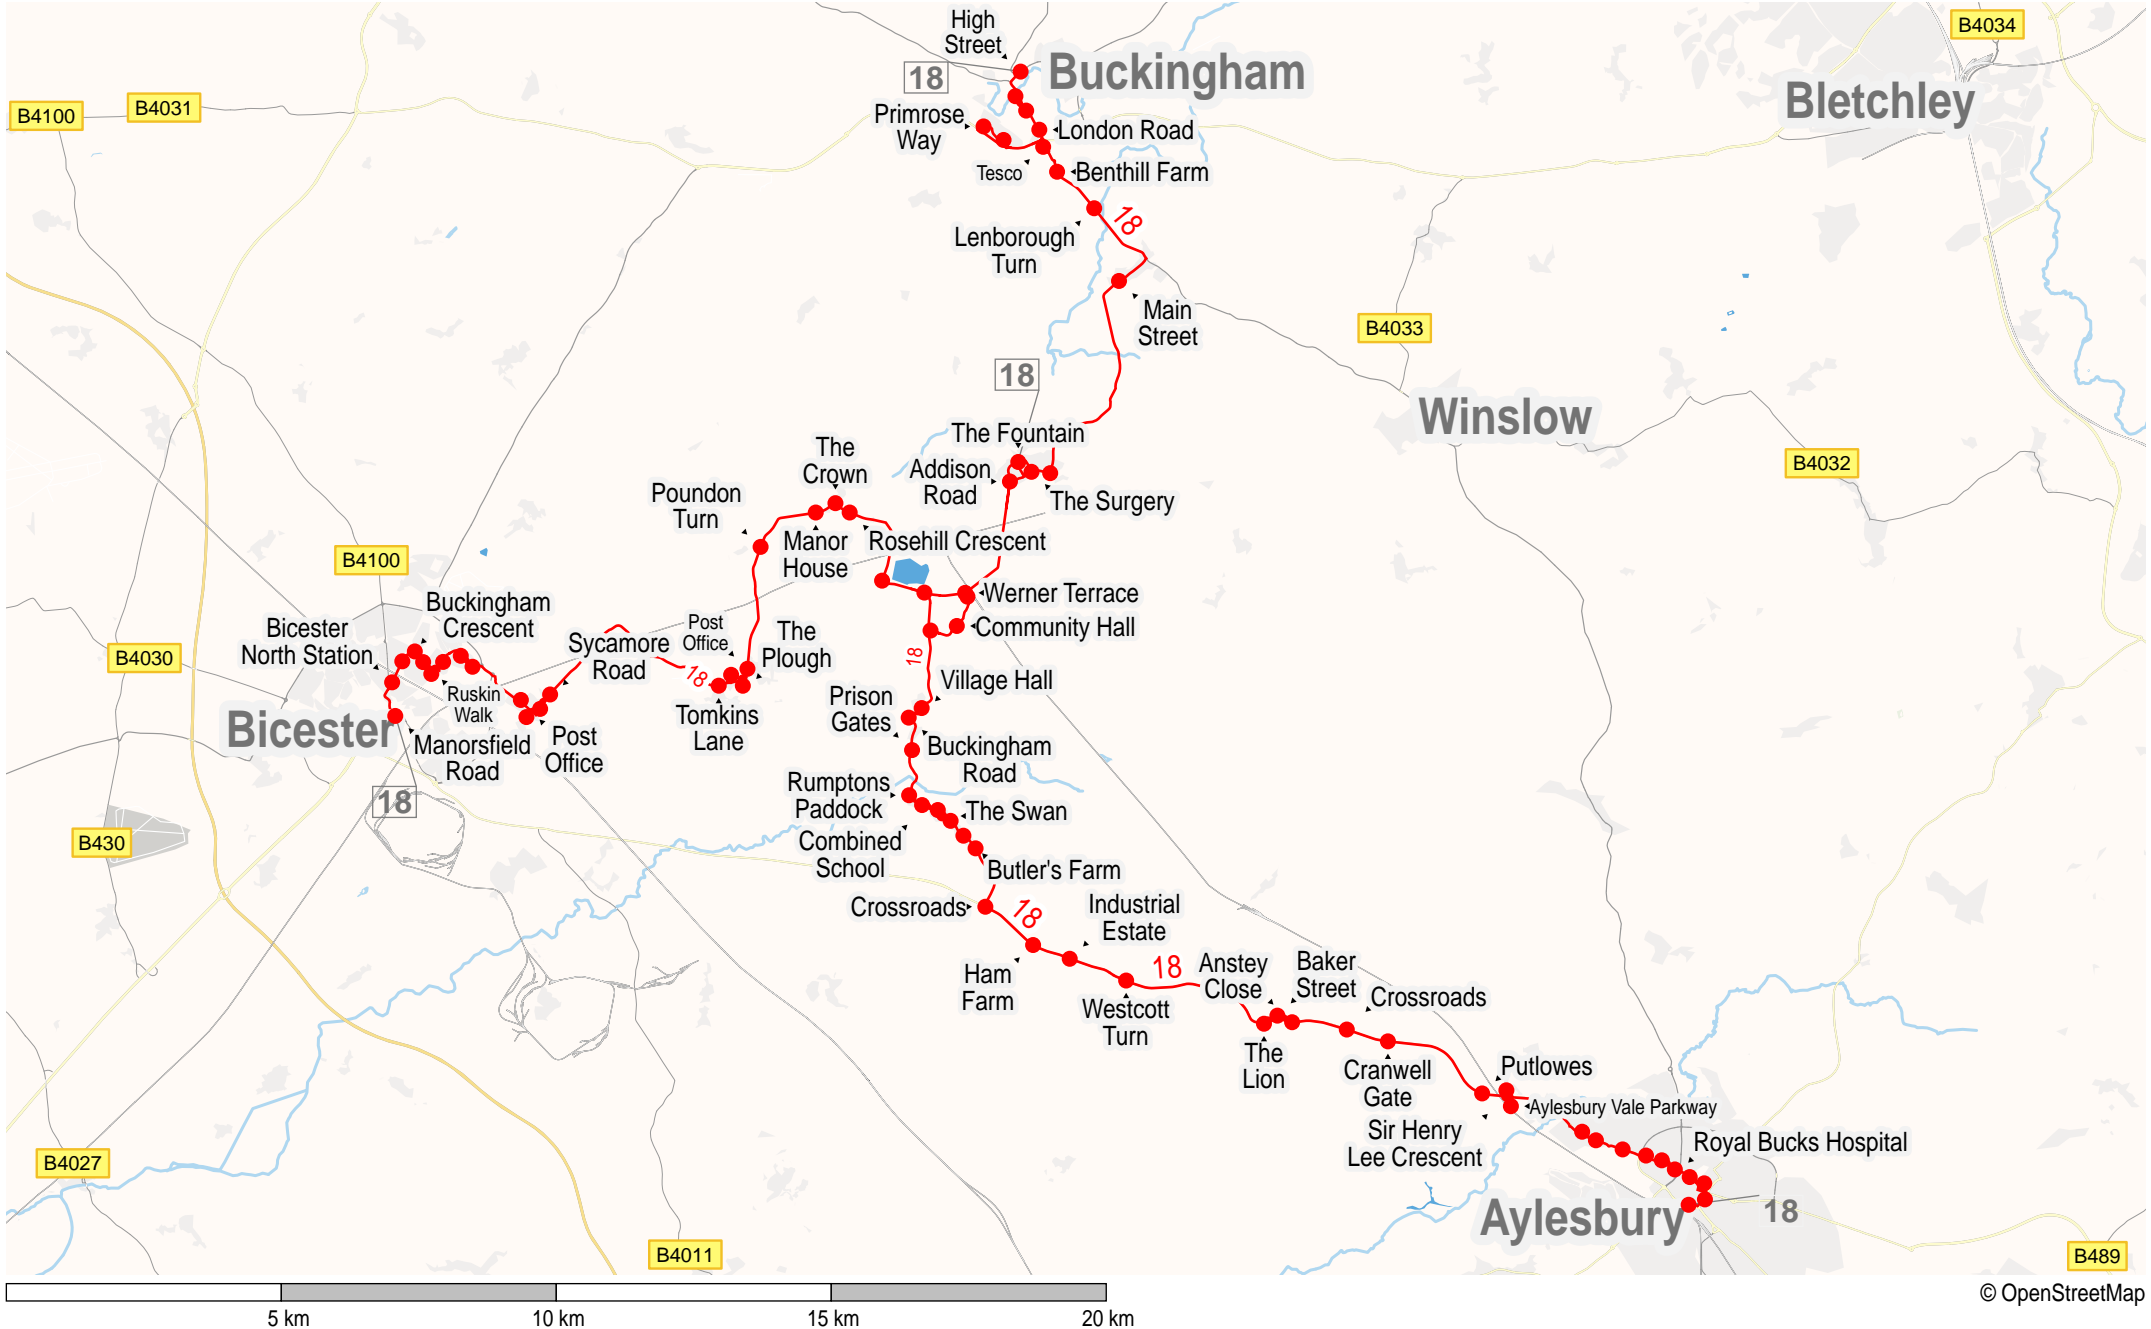 High
Street
B4034
18
Buckingham
Bletchley
B4100
B4031
Primrose
Way
London Road
Tesco
Benthill Farm
18
Lenborough
Turn
Main
Street
B4033
18
Winslow
The Fountain
The
Crown
Addison
Road
B4032
Poundon
Turn
The Surgery
Manor
House
Rosehill Crescent
B4100
Buckingham
Crescent
Werner Terrace
Bicester
North Station
Post
Office
The
Plough
Community Hall
B4030
Sycamore
Road
18
18
Ruskin
Walk
Village Hall
Prison
Gates
Tomkins
Lane
Bicester
Manorsfield
Road
Post
Office
Buckingham
Road
18
Rumptons
Paddock
The Swan
B430
Combined
School
Butler's Farm
Crossroads
18
Industrial
Estate
Ham
Farm
18
Anstey
Close
Baker
Street
Crossroads
Westcott
Turn
The
Lion
Cranwell
Gate
Putlowes
Aylesbury Vale Parkway
Sir Henry
Lee Crescent
Royal Bucks Hospital
B4027
Aylesbury
18
B4011
B489
5 km
10 km
15 km
20 km
© OpenStreetMap